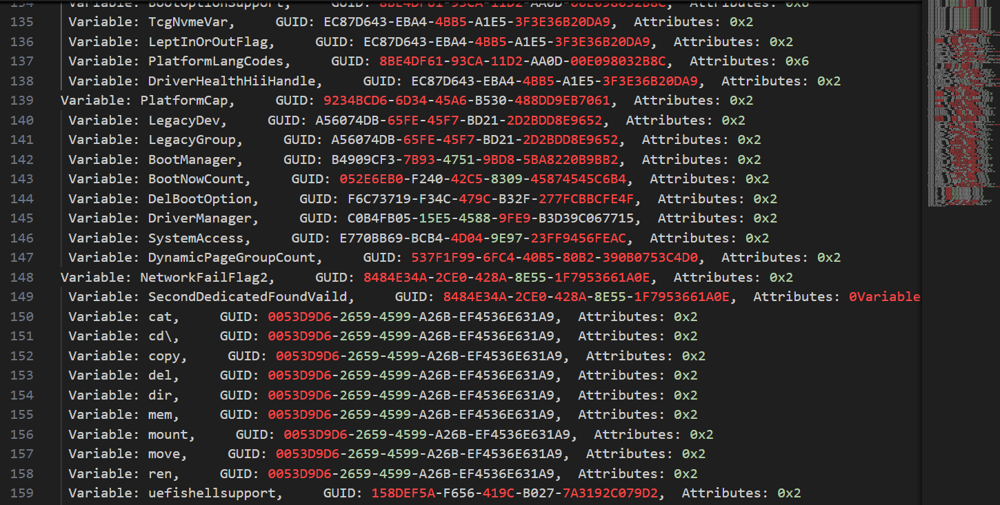 134 Variable: BootOptionSupport, GUID: 8BE4DF61-93CA-11D2-AA0D-00E098032B8C, Attributes: 0x6
135 Variable: TcgNvmeVar, GUID: EC87D643-EBA4-4BB5-A1E5-3F3E36B20DA9, Attributes: 0x2
136 Variable: LeptInOrOutFlag, GUID: EC87D643-EBA4-4BB5-A1E5-3F3E36B20DA9, Attributes: 0x2
137 Variable: PlatformLangCodes, GUID: 8BE4DF61-93CA-11D2-AA0D-00E098032B8C, Attributes: 0x6
138 Variable: DriverHealthHiiHandle, GUID: EC87D643-EBA4-4BB5-A1E5-3F3E36B20DA9, Attributes: 0x2
139 Variable: PlatformCap, GUID: 9234BCD6-6D34-45A6-B530-488DD9EB7061, Attributes: 0x2
140 Variable: LegacyDev, GUID: A56074DB-65FE-45F7-BD21-2D2BDD8E9652, Attributes: 0x2
141 Variable: LegacyGroup, GUID: A56074DB-65FE-45F7-BD21-2D2BDD8E9652, Attributes: 0x2
142 Variable: BootManager, GUID: B4909CF3-7B93-4751-9BD8-5BA8220B9BB2, Attributes: 0x2
143 Variable: BootNowCount, GUID: 052E6EB0-F240-42C5-8309-45874545C6B4, Attributes: 0x2
144 Variable: DelBootOption, GUID: F6C73719-F34C-479C-B32F-277FCBBCFE4F, Attributes: 0x2
145 Variable: DriverManager, GUID: C0B4FB05-15E5-4588-9FE9-B3D39C067715, Attributes: 0x2
146 Variable: SystemAccess, GUID: E770BB69-BCB4-4D04-9E97-23FF9456FEAC, Attributes: 0x2
147 Variable: DynamicPageGroupCount, GUID: 537F1F99-6FC4-40B5-80B2-390B0753C4D0, Attributes: 0x2
148 Variable: NetworkFailFlag2, GUID: 8484E34A-2CE0-428A-8E55-1F7953661A0E, Attributes: 0x2
149 Variable: SecondDedicatedFoundVaild, GUID: 8484E34A-2CE0-428A-8E55-1F7953661A0E, Attributes: 0Variable
150 Variable: cat, GUID: 0053D9D6-2659-4599-A26B-EF4536E631A9, Attributes: 0x2
151 Variable: cd\, GUID: 0053D9D6-2659-4599-A26B-EF4536E631A9, Attributes: 0x2
152 Variable: copy, GUID: 0053D9D6-2659-4599-A26B-EF4536E631A9, Attributes: 0x2
153 Variable: del, GUID: 0053D9D6-2659-4599-A26B-EF4536E631A9, Attributes: 0x2
154 Variable: dir, GUID: 0053D9D6-2659-4599-A26B-EF4536E631A9, Attributes: 0x2
155 Variable: mem, GUID: 0053D9D6-2659-4599-A26B-EF4536E631A9, Attributes: 0x2
156 Variable: mount, GUID: 0053D9D6-2659-4599-A26B-EF4536E631A9, Attributes: 0x2
157 Variable: move, GUID: 0053D9D6-2659-4599-A26B-EF4536E631A9, Attributes: 0x2
158 Variable: ren, GUID: 0053D9D6-2659-4599-A26B-EF4536E631A9, Attributes: 0x2
159 Variable: uefishellsupport, GUID: 158DEF5A-F656-419C-B027-7A3192C079D2, Attributes: 0x2